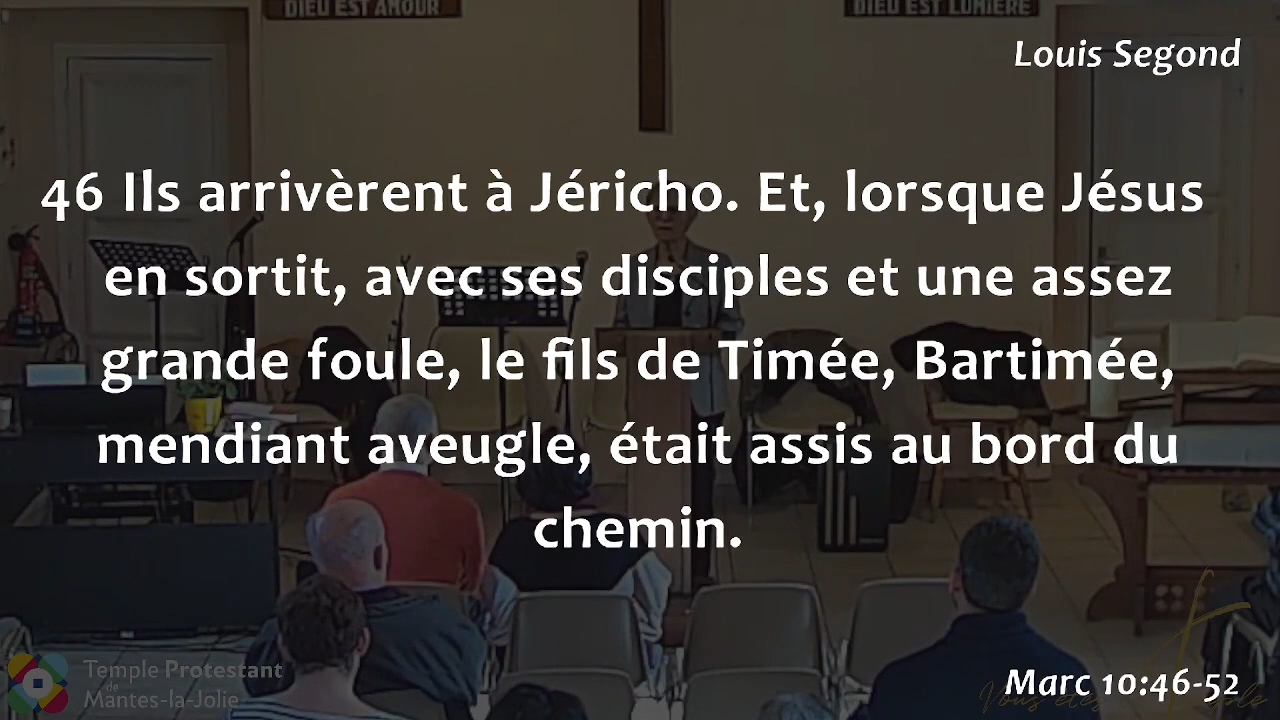 DIEU EST AMOUR
DIEU EST LUMIÈRE
Louis Segond
46 Ils arrivèrent à Jéricho. Et, lorsque Jésus
en sortit, avec ses disciples et une assez
grande foule, le fils de Timée, Bartimée,
mendiant aveugle, était assis au bord du
chemin.
Temple Protestant
de
Mantes-la-Jolie
Marc 10:46-52